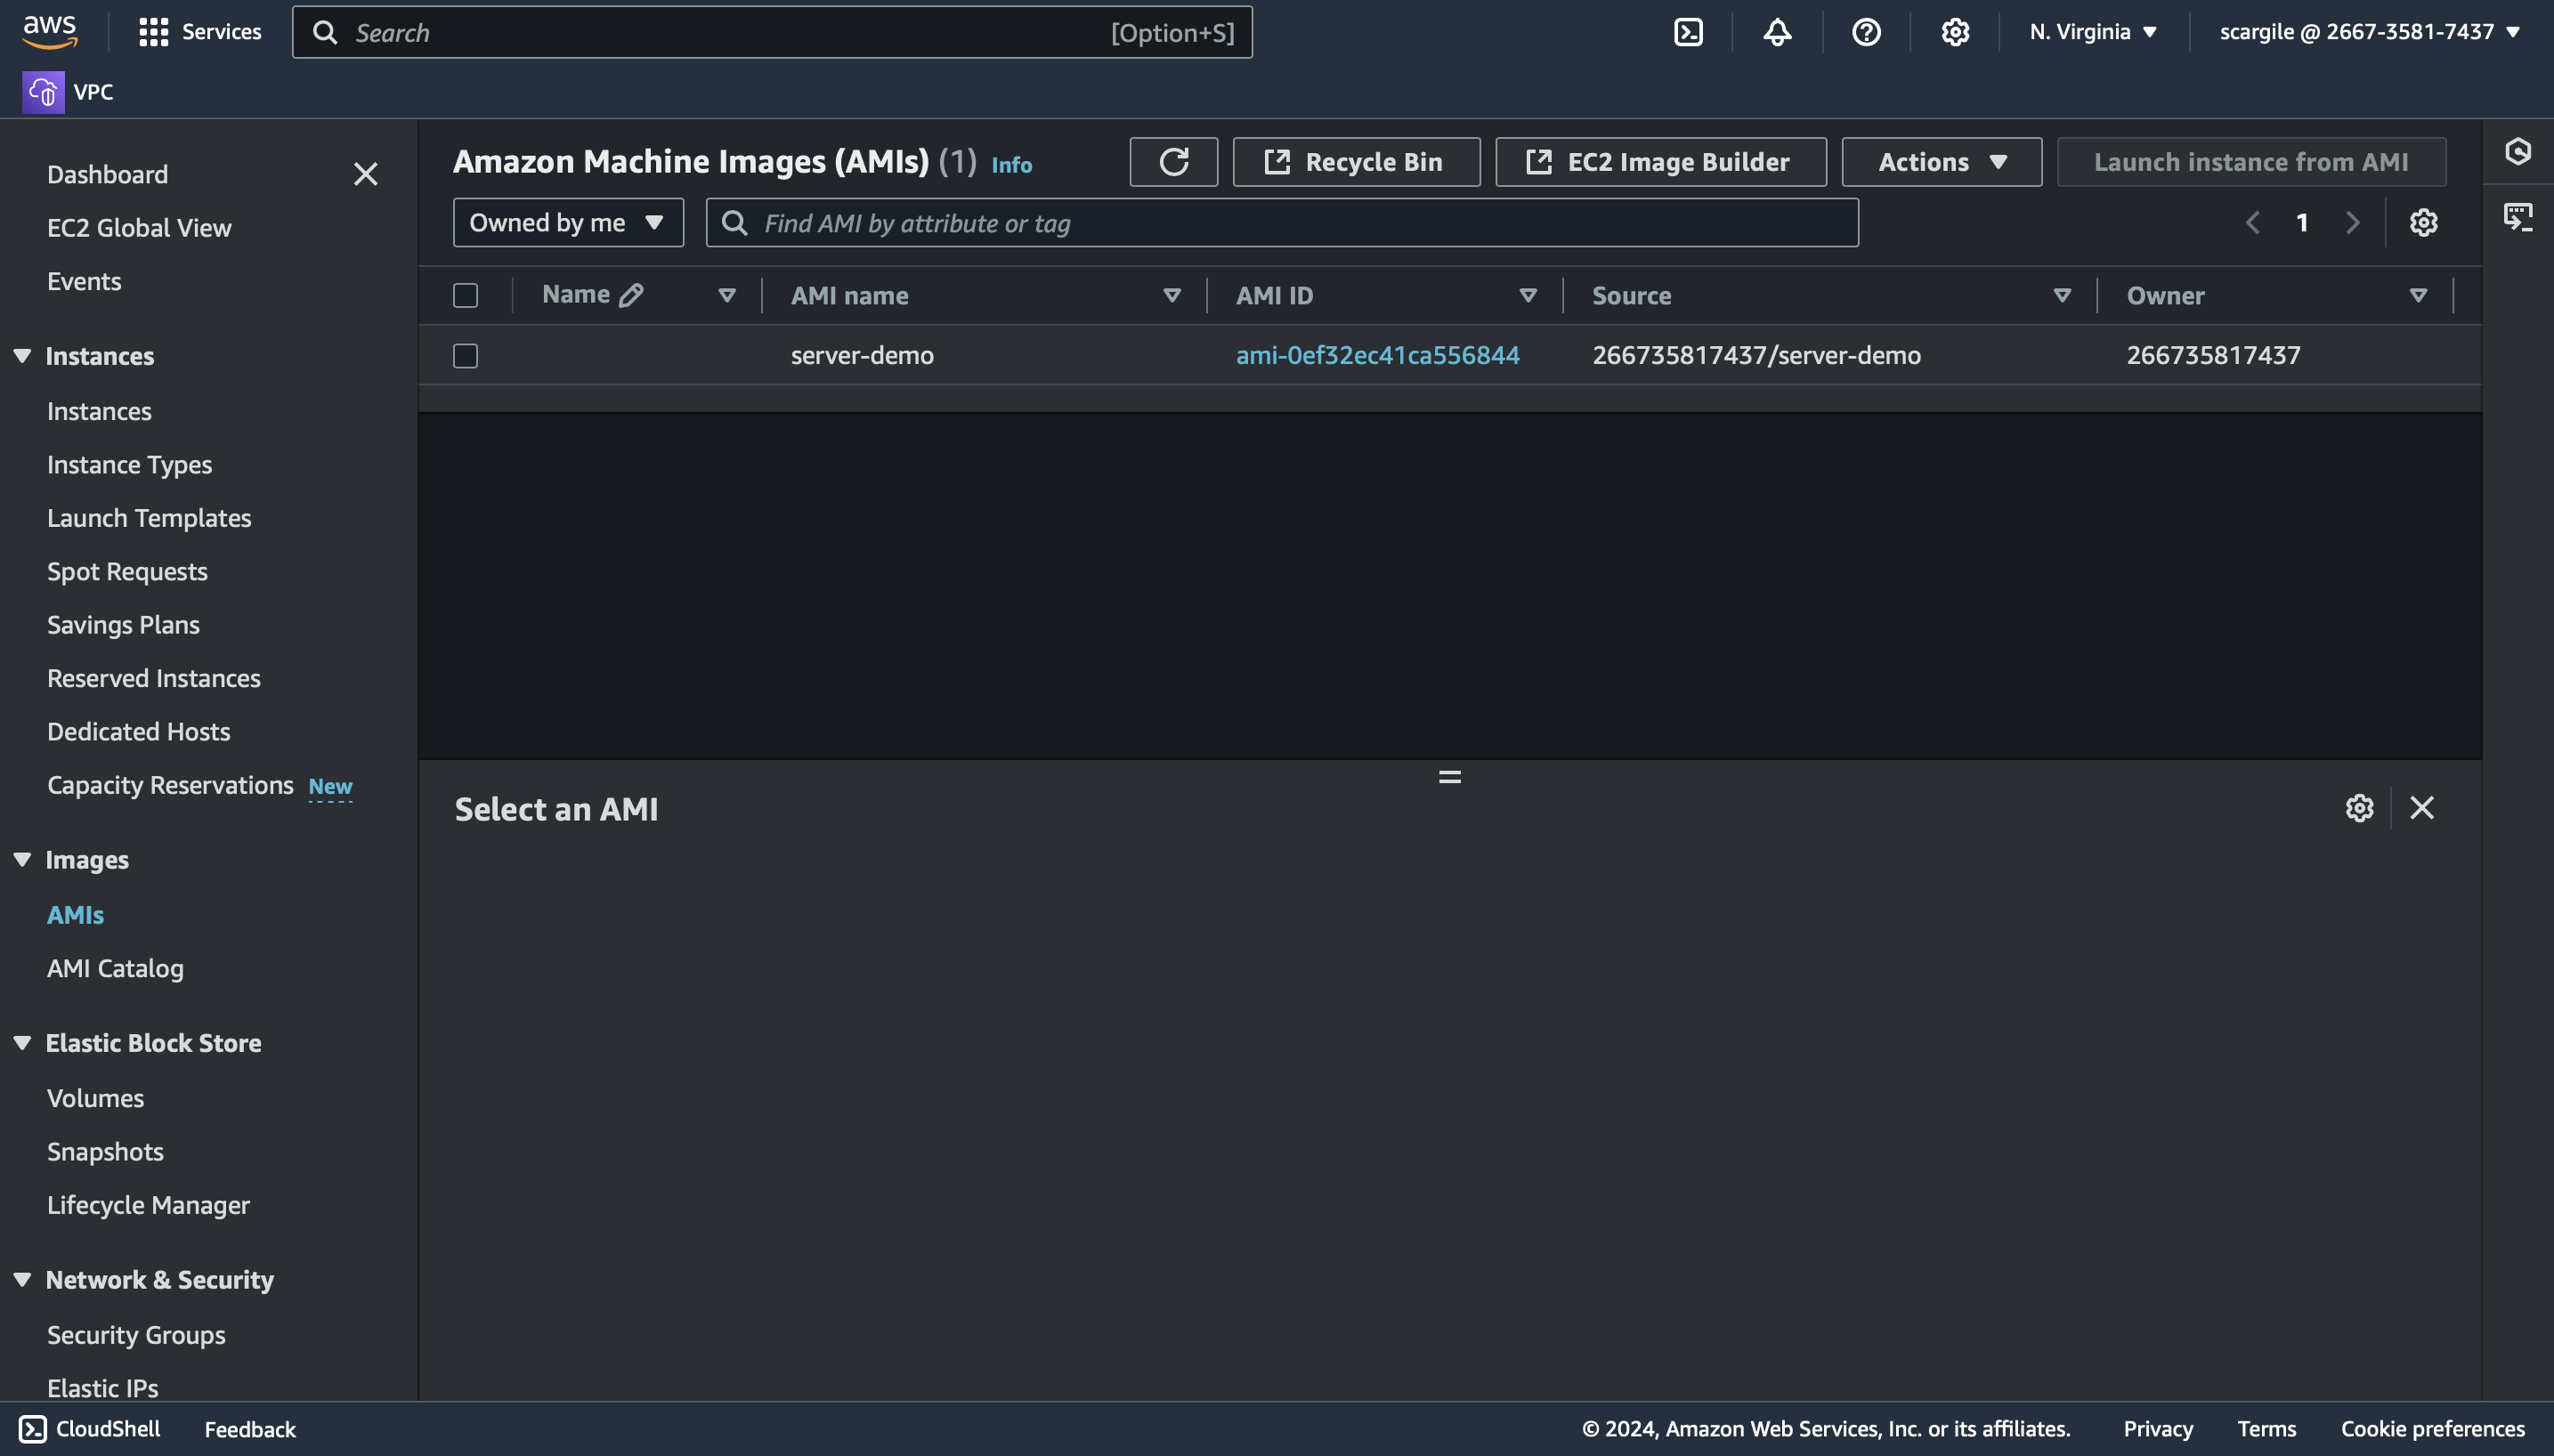 aws
Services
Search [Option+S]
N. Virginia
scargile @ 2667-3581-7437
VPC
Dashboard
EC2 Global View
Events
Instances
Instances
Instance Types
Launch Templates
Spot Requests
Savings Plans
Reserved Instances
Dedicated Hosts
Capacity Reservations New
Images
AMIs
AMI Catalog
Elastic Block Store
Volumes
Snapshots
Lifecycle Manager
Network & Security
Security Groups
Elastic IPs
Amazon Machine Images (AMIs) (1) Info
Recycle Bin
EC2 Image Builder
Actions
Launch instance from AMI
Owned by me
Find AMI by attribute or tag
1
Name AMI name AMI ID Source Owner
server-demo ami-0ef32ec41ca556844 266735817437/server-demo 266735817437
Select an AMI
CloudShell Feedback
© 2024, Amazon Web Services, Inc. or its affiliates. Privacy Terms Cookie preferences